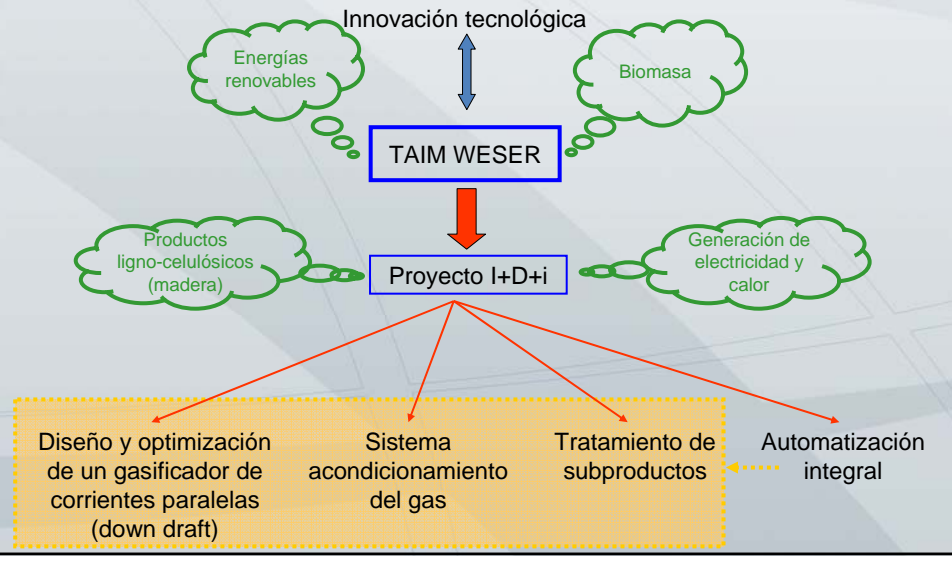 Innovación tecnológica
Energías
renovables
Biomasa
TAIM WESER
Productos
ligno-celulósicos
(madera)
Generación de
electricidad y
calor
Proyecto I+D+i
Diseño y optimización
de un gasificador de
corrientes paralelas
(down draft)
Sistema
acondicionamiento
del gas
Tratamiento de
subproductos
Automatización
integral